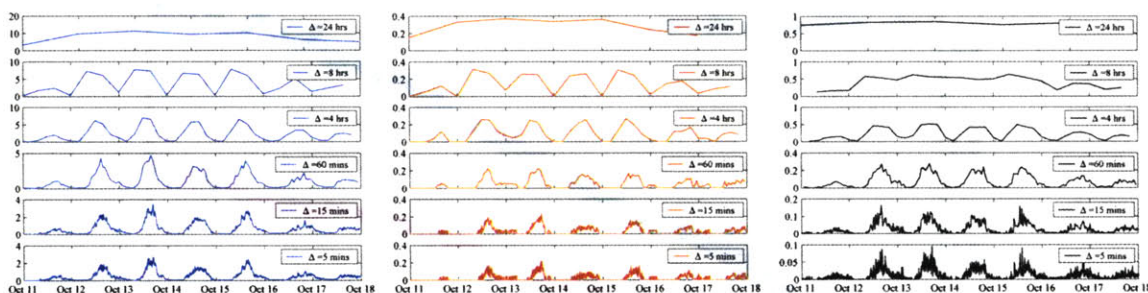 20
10
0
Δ =24 hrs
10
5
0
Δ =8 hrs
20
10
0
Δ =4 hrs
5
0
Δ =60 mins
4
2
0
Δ =15 mins
4
2
0
Δ =5 mins
Oct 11 Oct 12 Oct 13 Oct 14 Oct 15 Oct 16 Oct 17 Oct 18
0.4
0.2
0
Δ =24 hrs
0.4
0.2
0
Δ =8 hrs
0.4
0.2
0
Δ =4 hrs
0.4
0.2
0
Δ =60 mins
0.4
0.2
0
Δ =15 mins
0.4
0.2
0
Δ =5 mins
Oct 11 Oct 12 Oct 13 Oct 14 Oct 15 Oct 16 Oct 17 Oct 18
1
0.5
0
Δ =24 hrs
1
0.5
0
Δ =8 hrs
1
0.5
0
Δ =4 hrs
0.4
0.2
0
Δ =60 mins
0.2
0.1
0
Δ =15 mins
0.1
0.05
0
Δ =5 mins
Oct 11 Oct 12 Oct 13 Oct 14 Oct 15 Oct 16 Oct 17 Oct